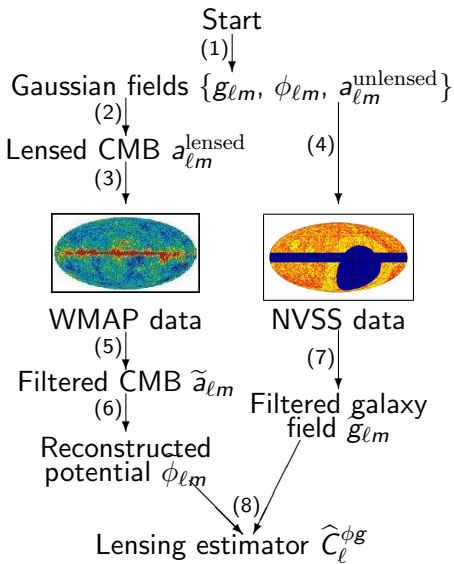 Start
(1)
Gaussian fields {gℓm, ϕℓm, aℓm^unlensed}
(2)
Lensed CMB aℓm^lensed
(4)
(3)
WMAP data NVSS data
(5)
(7)
Filtered CMB ãℓm
(6)
Filtered galaxy
field g̃ℓm
Reconstructed
potential ϕ̃ℓm
(8)
Lensing estimator Ĉℓ^ϕg